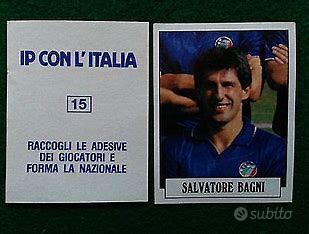 IP CON L'ITALIA
15
RACCOGLI LE ADESIVE
DEI GIOCATORI E
FORMA LA NAZIONALE
SALVATORE BAGNI
subito